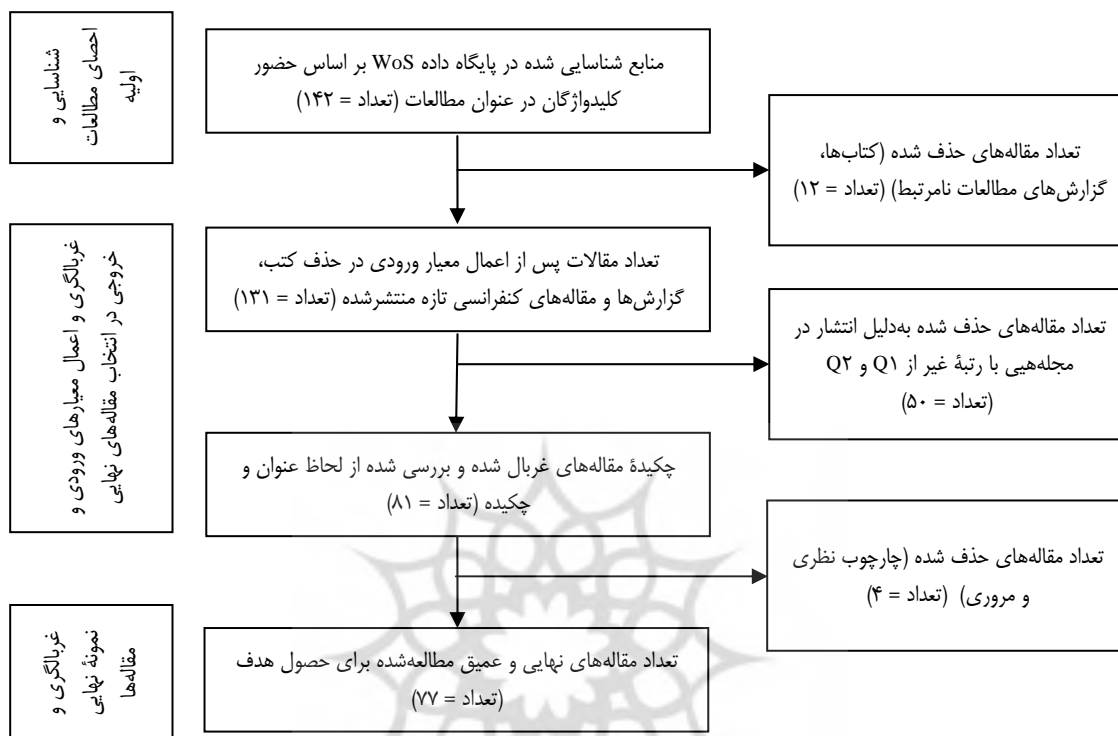 شناسایی و
احصای مطالعات
اولیه
منابع شناسایی شده در پایگاه داده WoS بر اساس حضور
کلیدواژگان در عنوان مطالعات (تعداد = ۱۴۲)
تعداد مقاله‌های حذف شده (کتاب‌ها،
گزارش‌های مطالعات نامرتبط) (تعداد = ۱۲)
غربالگری و اعمال معیارهای ورودی و
خروجی در انتخاب مقاله‌های نهایی
تعداد مقالات پس از اعمال معیار ورودی در حذف کتب،
گزارش‌ها و مقاله‌های کنفرانسی تازه منتشرشده (تعداد = ۱۳۱)
تعداد مقاله‌های حذف شده به‌دلیل انتشار در
مجله‌هیی با رتبهٔ غیر از Q۱ و Q۲
(تعداد = ۵۰)
چکیدهٔ مقاله‌های غربال شده و بررسی شده از لحاظ عنوان و
چکیده (تعداد = ۸۱)
تعداد مقاله‌های حذف شده (چارچوب نظری
و مروری) (تعداد = ۴)
غربالگری و
نمونهٔ نهایی
مقاله‌ها
تعداد مقاله‌های نهایی و عمیق مطالعه‌شده برای حصول هدف
(تعداد = ۷۷)